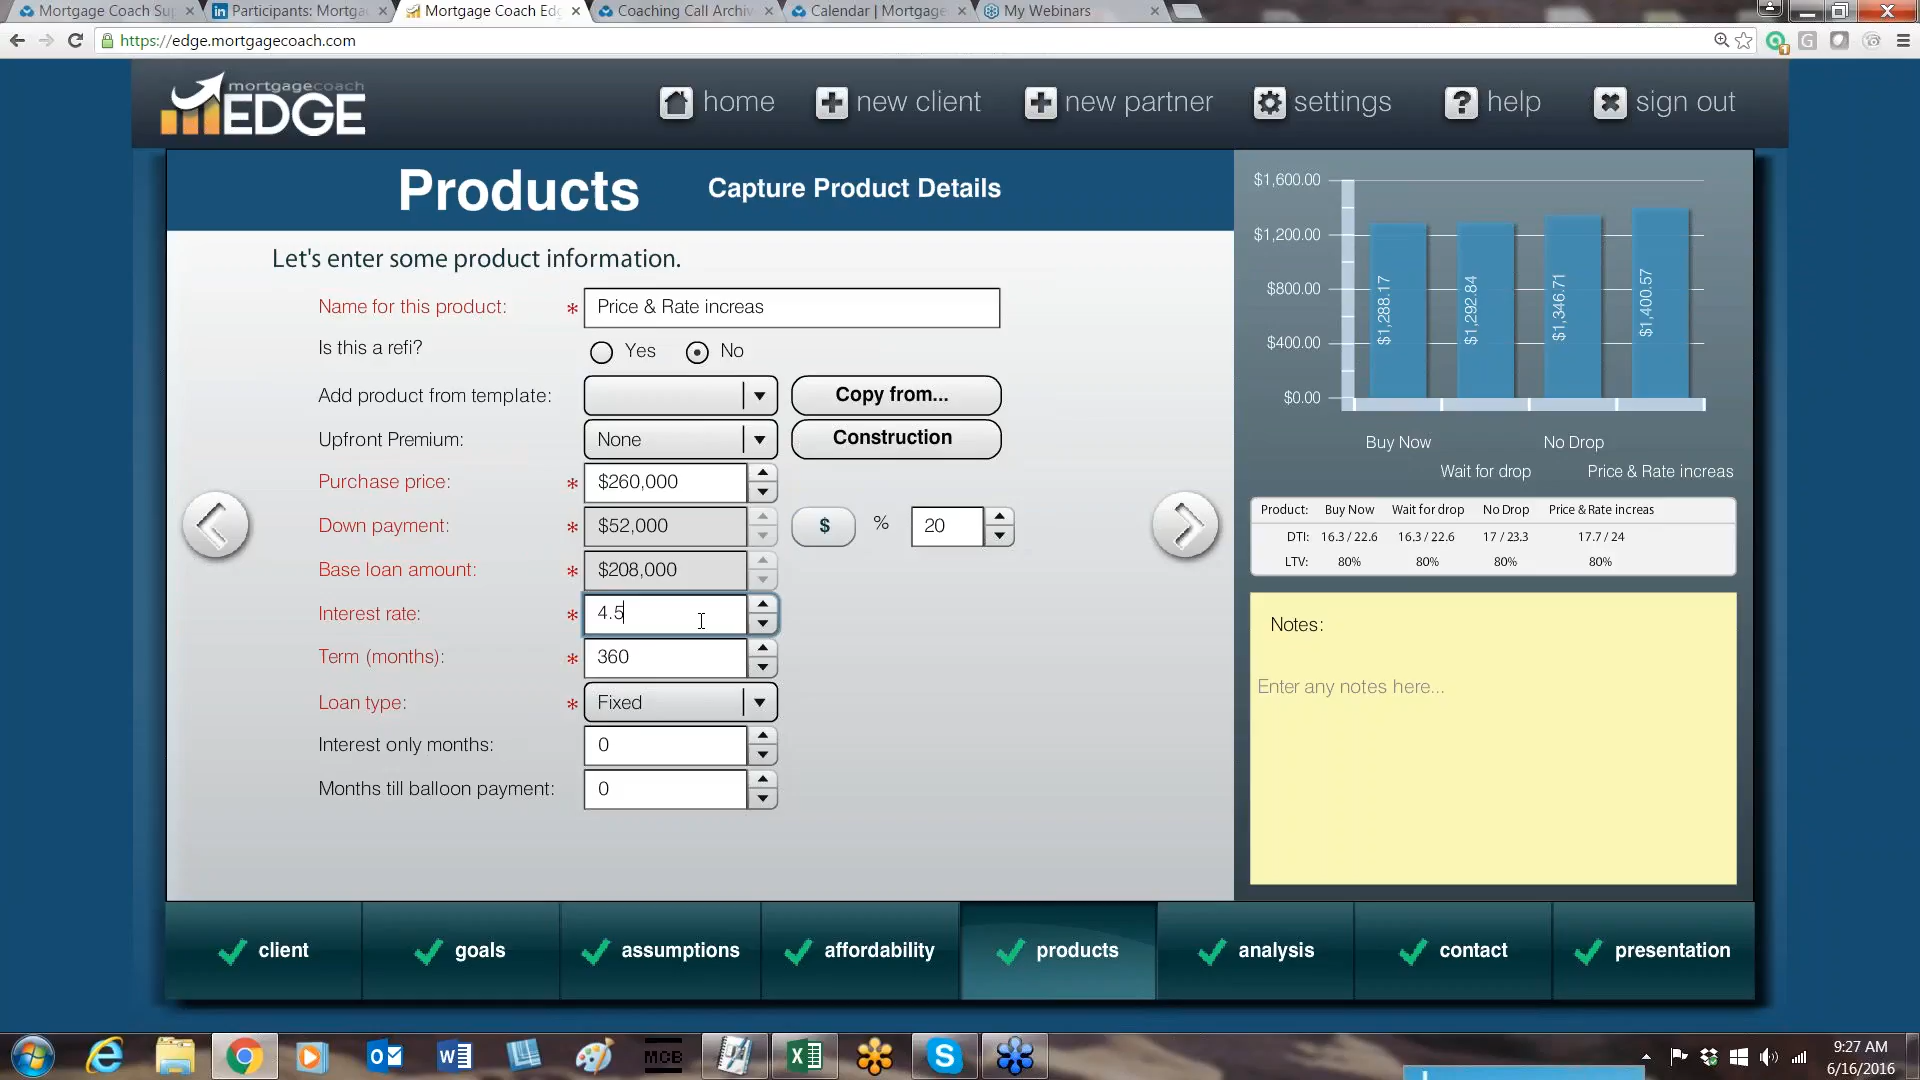 Mortgage Coach Sup
Participants: Mortga
Mortgage Coach Edg
Coaching Call Archiv
Calendar | Mortgage
My Webinars
https://edge.mortgagecoach.com
mortgagecoach
EDGE
home
new client
new partner
settings
help
sign out
Products
Capture Product Details
Let's enter some product information.
Name for this product: * Price & Rate increas
Is this a refi? Yes No
Add product from template: Copy from...
Upfront Premium: None Construction
Purchase price: * $260,000
Down payment: * $52,000 $ % 20
Base loan amount: * $208,000
Interest rate: * 4.5
Term (months): * 360
Loan type: * Fixed
Interest only months: 0
Months till balloon payment: 0
$1,600.00
$1,200.00
$800.00
$400.00
$0.00
$1,288.17
$1,292.84
$1,346.71
$1,400.57
Buy Now No Drop
Wait for drop Price & Rate increas
Product: Buy Now Wait for drop No Drop Price & Rate increas
DTI: 16.3 / 22.6 16.3 / 22.6 17 / 23.3 17.7 / 24
LTV: 80% 80% 80% 80%
Notes:
Enter any notes here...
client
goals
assumptions
affordability
products
analysis
contact
presentation
MCB
9:27 AM
6/16/2016